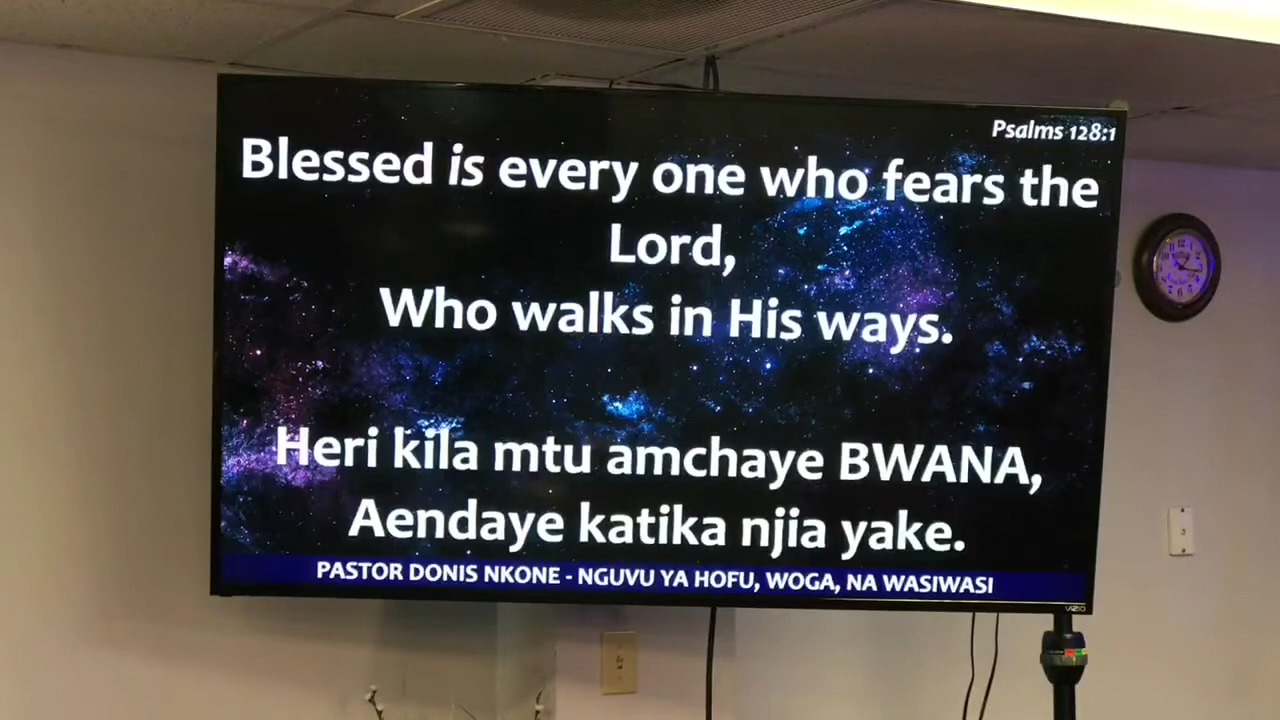 Psalms 128:1
Blessed is every one who fears the
Lord,
Who walks in His ways.
Heri kila mtu amchaye BWANA,
Aendaye katika njia yake.
PASTOR DONIS NKONE - NGUVU YA HOFU, WOGA, NA WASIWASI
VIZIO